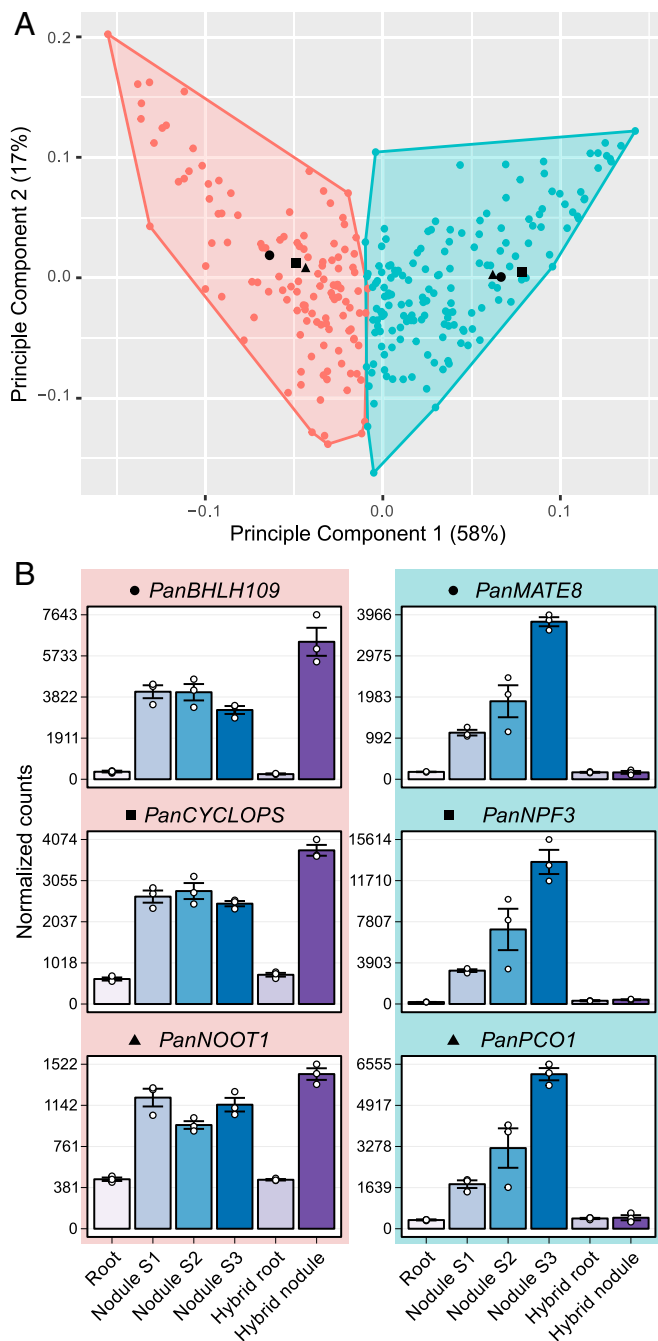 A
Principle Component 2 (17%)
0.2
0.1
0.0
−0.1
−0.1
0.0
0.1
Principle Component 1 (58%)
B
Normalized counts
PanBHLH109
7643
5733
3822
1911
0
PanMATE8
3966
2975
1983
992
0
PanCYCLOPS
4074
3055
2037
1018
0
PanNPF3
15614
11710
7807
3903
0
PanNOOT1
1522
1142
761
381
0
PanPCO1
6555
4917
3278
1639
0
Root
Nodule S1
Nodule S2
Nodule S3
Hybrid root
Hybrid nodule
Root
Nodule S1
Nodule S2
Nodule S3
Hybrid root
Hybrid nodule